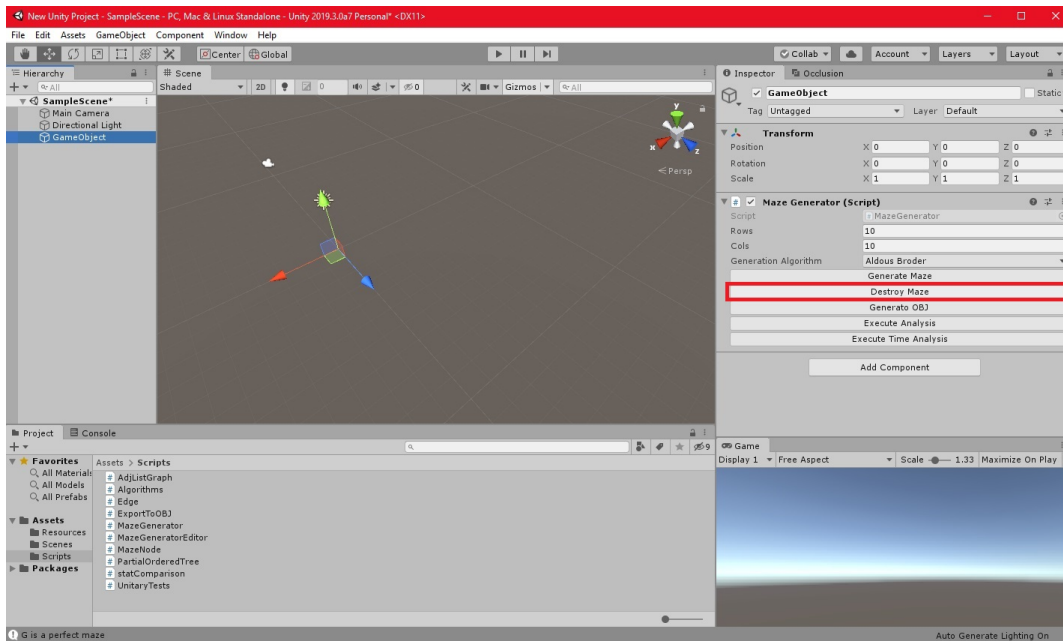 New Unity Project - SampleScene - PC, Mac & Linux Standalone - Unity 2019.3.0a7 Personal* <DX11>
File Edit Assets GameObject Component Window Help
Center Global Collab Account Layers Layout
Hierarchy
All
SampleScene*
Main Camera
Directional Light
GameObject
Scene
Shaded 2D 0 0 Gizmos All
y
x z
Persp
Inspector Occlusion
GameObject Static
Tag Untagged Layer Default
Transform
Position X 0 Y 0 Z 0
Rotation X 0 Y 0 Z 0
Scale X 1 Y 1 Z 1
# Maze Generator (Script)
Script MazeGenerator
Rows 10
Cols 10
Generation Algorithm Aldous Broder
Generate Maze
Destroy Maze
Generato OBJ
Execute Analysis
Execute Time Analysis
Add Component
Project Console
9
Favorites
All Materials
All Models
All Prefabs
Assets
Resources
Scenes
Scripts
Packages
Assets > Scripts
# AdjListGraph
# Algorithms
# Edge
# ExportToOBJ
# MazeGenerator
# MazeGeneratorEditor
# MazeNode
# PartialOrderedTree
# statComparison
# UnitaryTests
Game
Display 1 Free Aspect Scale 1.33 Maximize On Play
G is a perfect maze
Auto Generate Lighting On